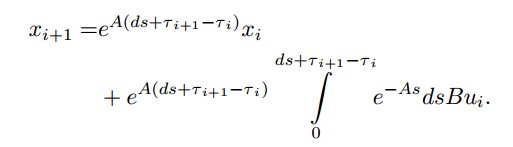 x_{i+1} = e^{A(ds+τ_{i+1}−τ_i)} x_i
+ e^{A(ds+τ_{i+1}−τ_i)} ∫_0^{ds+τ_{i+1}−τ_i} e^{−As} ds B u_i.